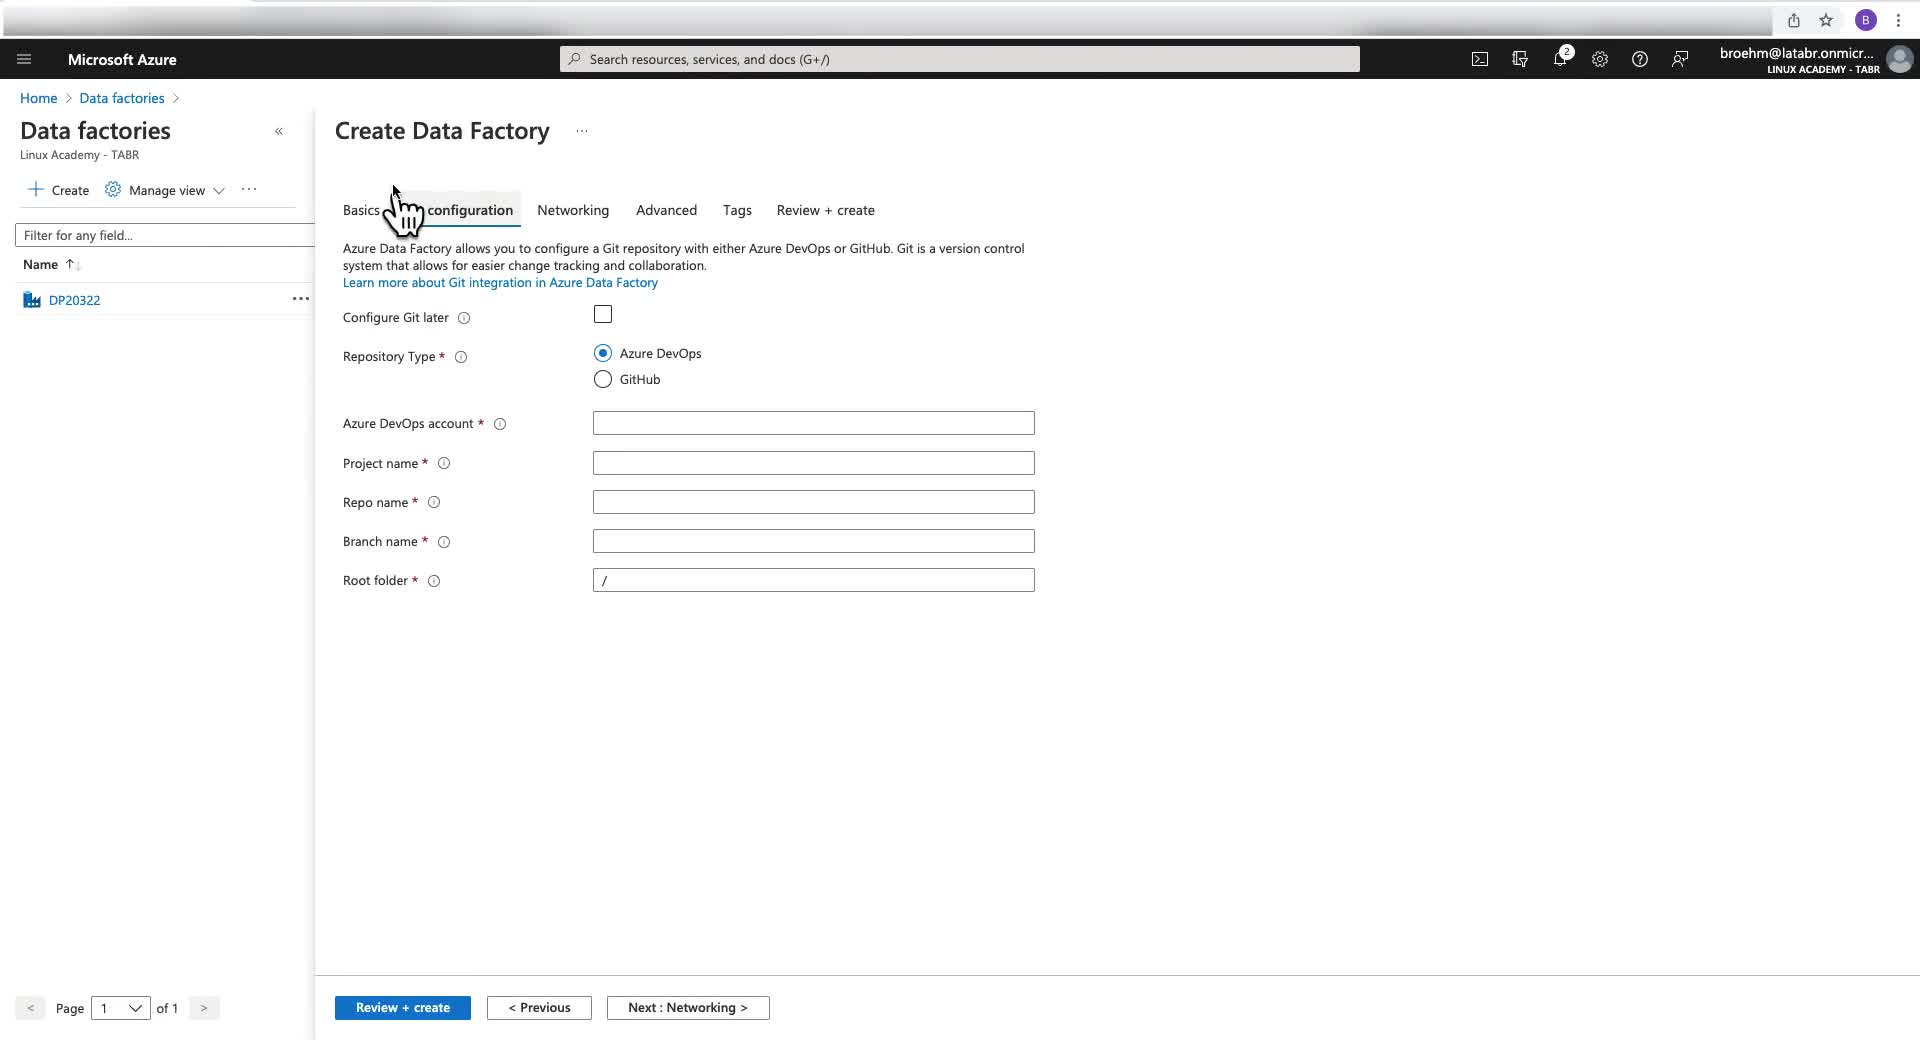 B
Microsoft Azure
Search resources, services, and docs (G+/)
2
broehm@latabr.onmicr...
LINUX ACADEMY - TABR
Home > Data factories >
Data factories
Linux Academy - TABR
+ Create
Manage view
...
Filter for any field...
Name
DP20322
...
< Page 1 of 1 >
Create Data Factory ...
Basics
configuration
Networking
Advanced
Tags
Review + create
Azure Data Factory allows you to configure a Git repository with either Azure DevOps or GitHub. Git is a version control
system that allows for easier change tracking and collaboration.
Learn more about Git integration in Azure Data Factory
Configure Git later
Repository Type *
Azure DevOps
GitHub
Azure DevOps account *
Project name *
Repo name *
Branch name *
Root folder *
/
Review + create
< Previous
Next : Networking >